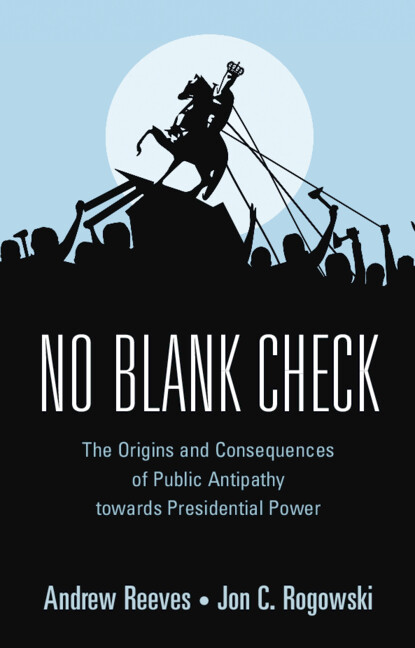 NO BLANK CHECK
The Origins and Consequences
of Public Antipathy
towards Presidential Power
Andrew Reeves • Jon C. Rogowski